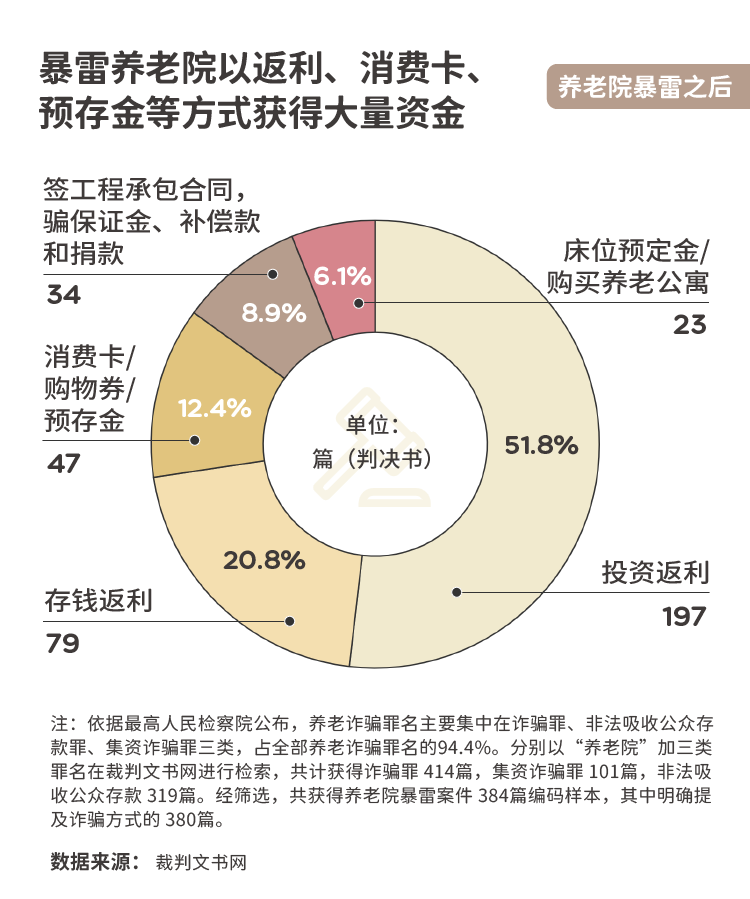 暴雷养老院以返利、消费卡、
预存金等方式获得大量资金
养老院暴雷之后
签工程承包合同，
骗保证金、补偿款
和捐款
34
6.1%
8.9%
床位预定金/
购买养老公寓
23
消费卡/
购物券/
预存金
47
12.4%
单位：
篇（判决书）
51.8%
20.8%
存钱返利
79
投资返利
197
注：依据最高人民检察院公布，养老诈骗罪名主要集中在诈骗罪、非法吸收公众存
款罪、集资诈骗罪三类，占全部养老诈骗罪名的94.4%。分别以“养老院”加三类
罪名在裁判文书网进行检索，共计获得诈骗罪 414篇，集资诈骗罪 101篇，非法吸
收公众存款 319篇。经筛选，共获得养老院暴雷案件 384篇编码样本，其中明确提
及诈骗方式的 380篇。
数据来源： 裁判文书网